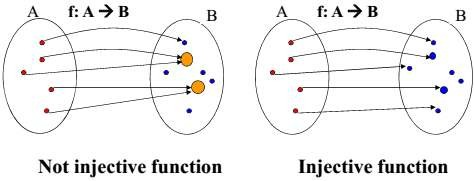 A f: A → B B
A f: A → B B
Not injective function
Injective function